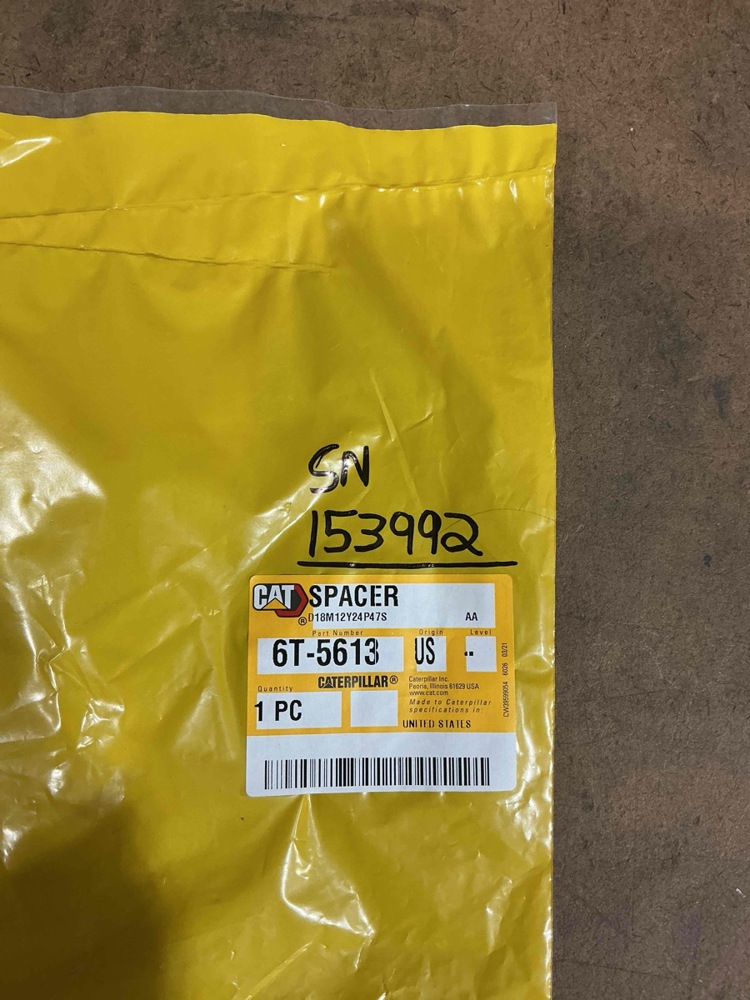 SN
153992
CAT SPACER
® D18M12Y24P47S AA
Part Number Origin Level
6T-5613 US --
CATERPILLAR®
Caterpillar Inc.
Peoria, Illinois 61629 USA
www.cat.com
Quantity
1 PC
Made to Caterpillar
specifications in:
UNITED STATES